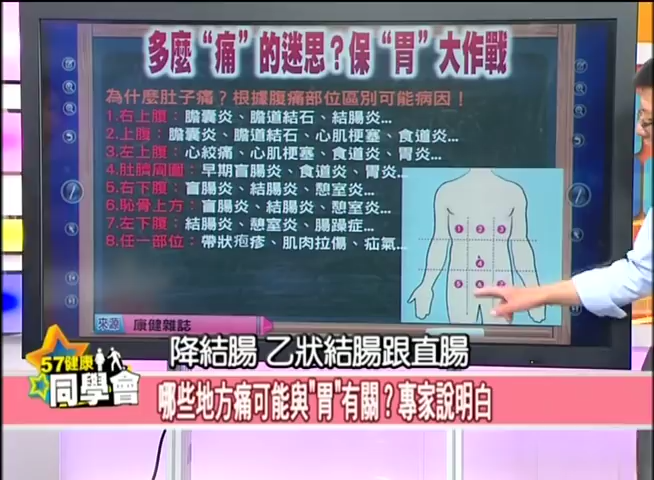 多麼“痛”的迷思？保“胃”大作戰
為什麼肚子痛？根據腹痛部位區別可能病因！
1.右上腹：膽囊炎、膽道結石、結腸炎...
2.上腹：膽囊炎、膽道結石、心肌梗塞、食道炎...
3.左上腹：心絞痛、心肌梗塞、食道炎、胃炎...
4.肚臍周圍：早期盲腸炎、食道炎、胃炎...
5.右下腹：盲腸炎、結腸炎、憩室炎...
6.恥骨上方：盲腸炎、結腸炎、憩室炎...
7.左下腹：結腸炎、憩室炎、腸躁症...
8.任一部位：帶狀疱疹、肌肉拉傷、疝氣...
1 2 3
4
5 6 7
來源 康健雜誌
降結腸 乙狀結腸跟直腸
57健康
同學會
哪些地方痛可能與"胃"有關？專家說明白